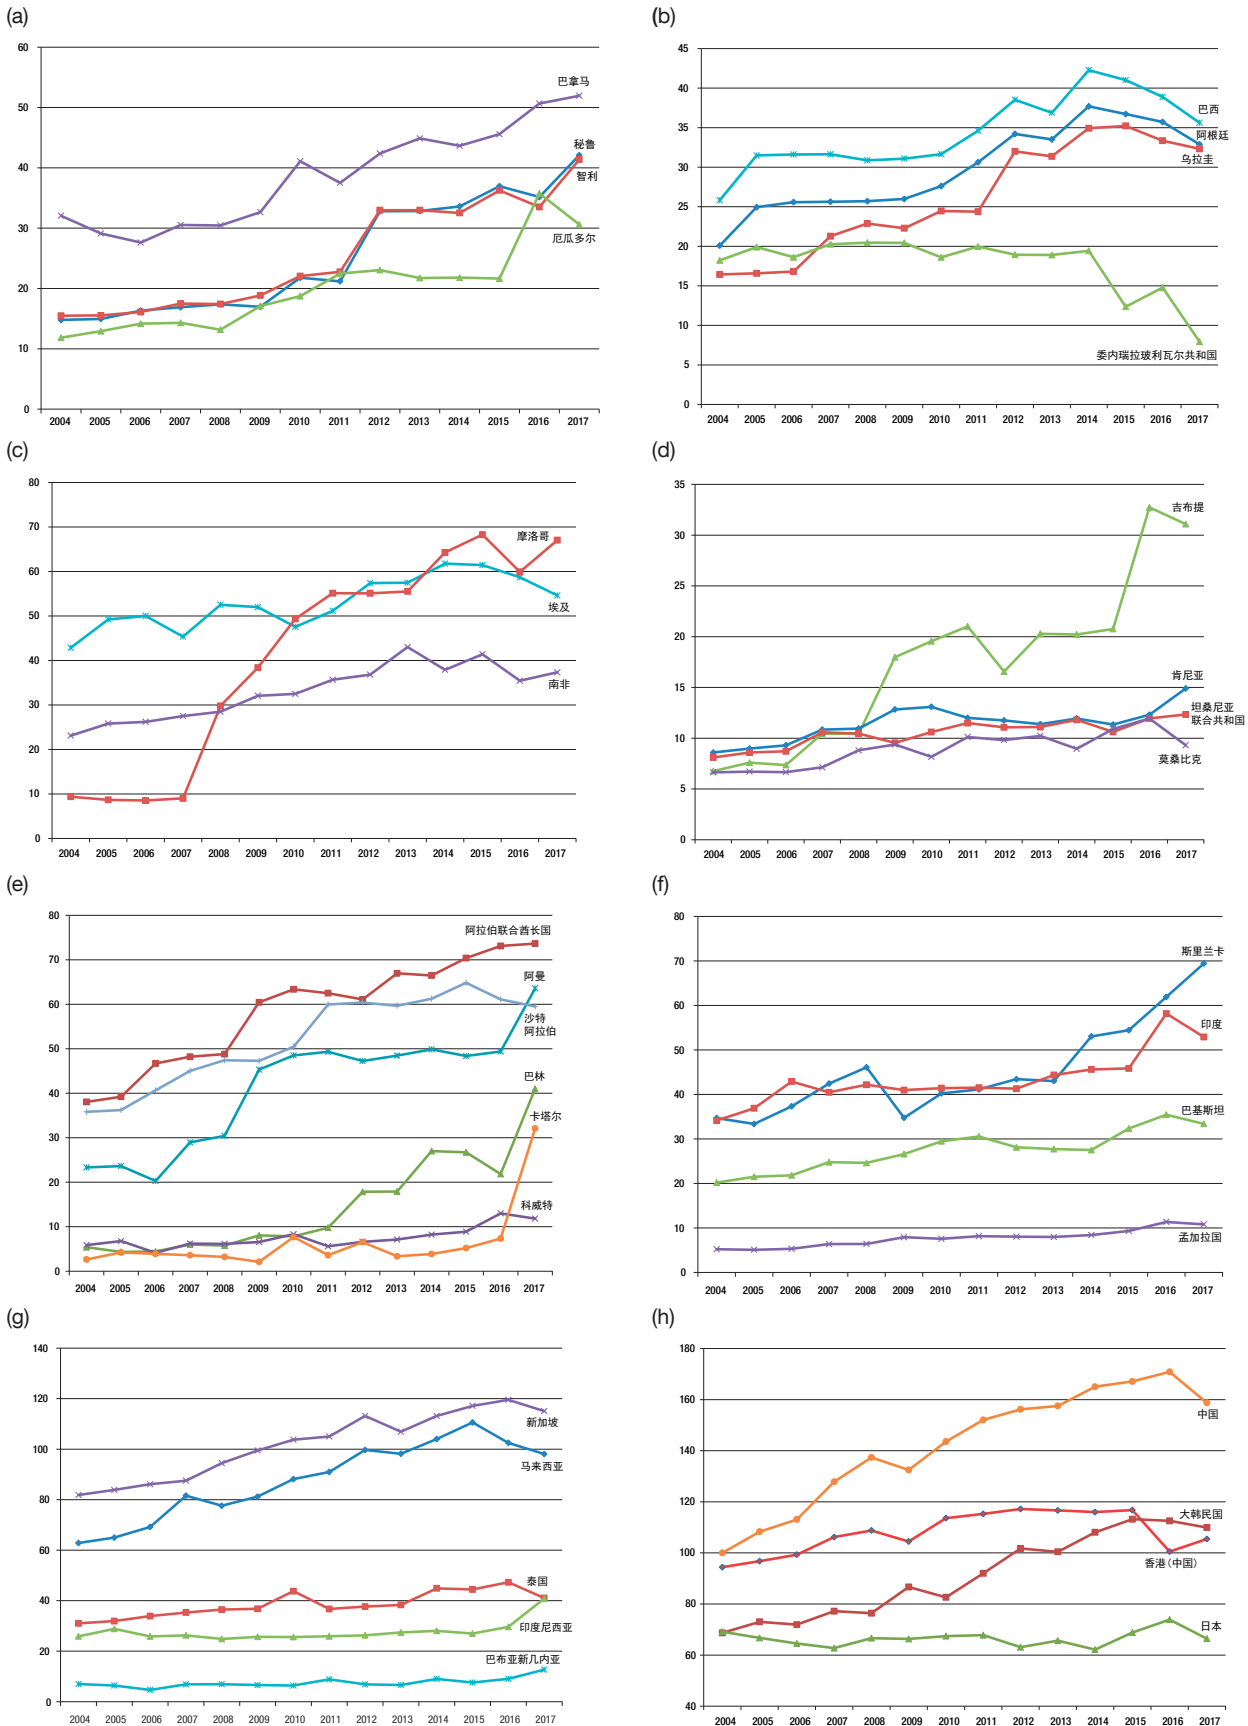 (a)
60
50
40
30
20
10
0
巴拿马
秘鲁
智利
厄瓜多尔
2004 2005 2006 2007 2008 2009 2010 2011 2012 2013 2014 2015 2016 2017
(b)
45
40
35
30
25
20
15
10
5
0
巴西
阿根廷
乌拉圭
委内瑞拉玻利瓦尔共和国
2004 2005 2006 2007 2008 2009 2010 2011 2012 2013 2014 2015 2016 2017
(c)
80
70
60
50
40
30
20
10
0
摩洛哥
埃及
南非
2004 2005 2006 2007 2008 2009 2010 2011 2012 2013 2014 2015 2016 2017
(d)
35
30
25
20
15
10
5
0
吉布提
肯尼亚
坦桑尼亚
联合共和国
莫桑比克
2004 2005 2006 2007 2008 2009 2010 2011 2012 2013 2014 2015 2016 2017
(e)
80
70
60
50
40
30
20
10
0
阿拉伯联合酋长国
阿曼
沙特
阿拉伯
巴林
卡塔尔
科威特
2004 2005 2006 2007 2008 2009 2010 2011 2012 2013 2014 2015 2016 2017
(f)
80
70
60
50
40
30
20
10
0
斯里兰卡
印度
巴基斯坦
孟加拉国
2004 2005 2006 2007 2008 2009 2010 2011 2012 2013 2014 2015 2016 2017
(g)
140
120
100
80
60
40
20
0
新加坡
马来西亚
泰国
印度尼西亚
巴布亚新几内亚
2004 2005 2006 2007 2008 2009 2010 2011 2012 2013 2014 2015 2016 2017
(h)
180
160
140
120
100
80
60
40
中国
大韩民国
香港(中国)
日本
2004 2005 2006 2007 2008 2009 2010 2011 2012 2013 2014 2015 2016 2017